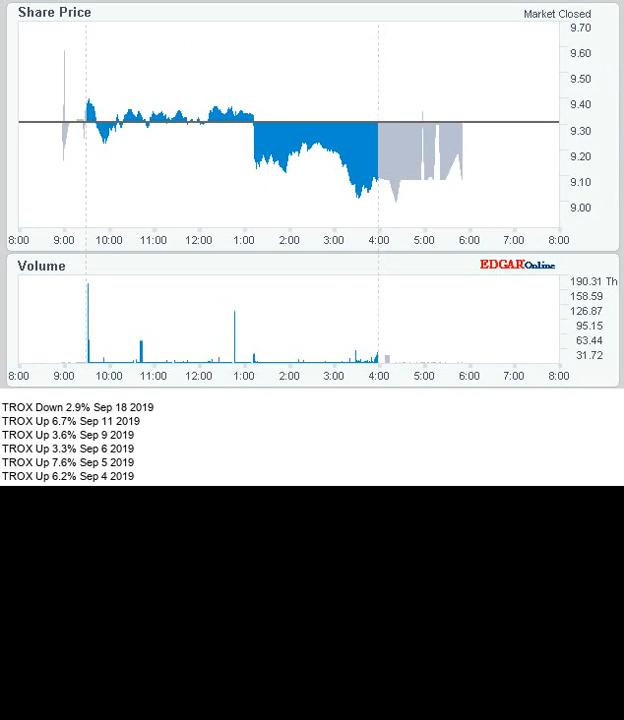 Share Price
Market Closed
9.70
9.60
9.50
9.40
9.30
9.20
9.10
9.00
8:00 9:00 10:00 11:00 12:00 1:00 2:00 3:00 4:00 5:00 6:00 7:00 8:00
Volume
EDGAR Online
190.31 Th
158.59
126.87
95.15
63.44
31.72
8:00 9:00 10:00 11:00 12:00 1:00 2:00 3:00 4:00 5:00 6:00 7:00 8:00
TROX Down 2.9% Sep 18 2019
TROX Up 6.7% Sep 11 2019
TROX Up 3.6% Sep 9 2019
TROX Up 3.3% Sep 6 2019
TROX Up 7.6% Sep 5 2019
TROX Up 6.2% Sep 4 2019